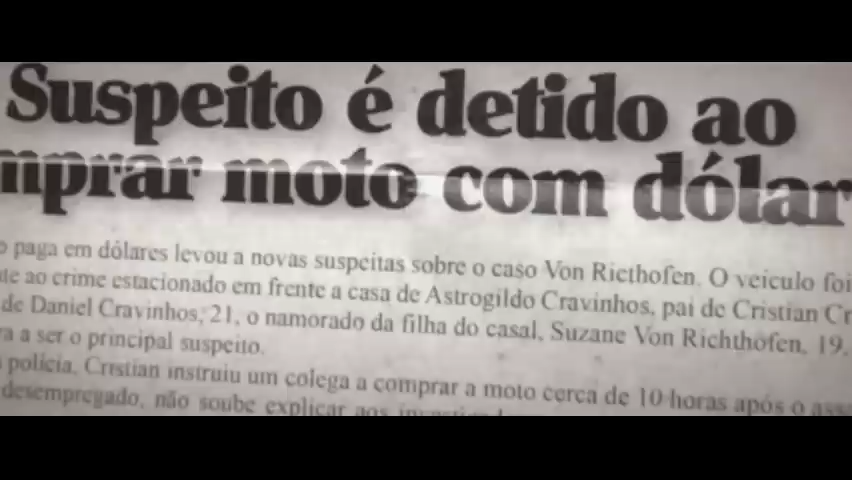 Suspeito é detido ao
mprar moto com dólar
o paga em dólares levou a novas suspeitas sobre o caso Von Ricthofen. O veículo foi
te ao crime estacionado em frente a casa de Astrogildo Cravinhos, pai de Cristian Cr
de Daniel Cravinhos, 21, o namorado da filha do casal, Suzane Von Richthofen, 19.
ra a ser o principal suspeito.
polícia, Cristian instruiu um colega a comprar a moto cerca de 10 horas após o ass
desempregado, não soube explicar aos